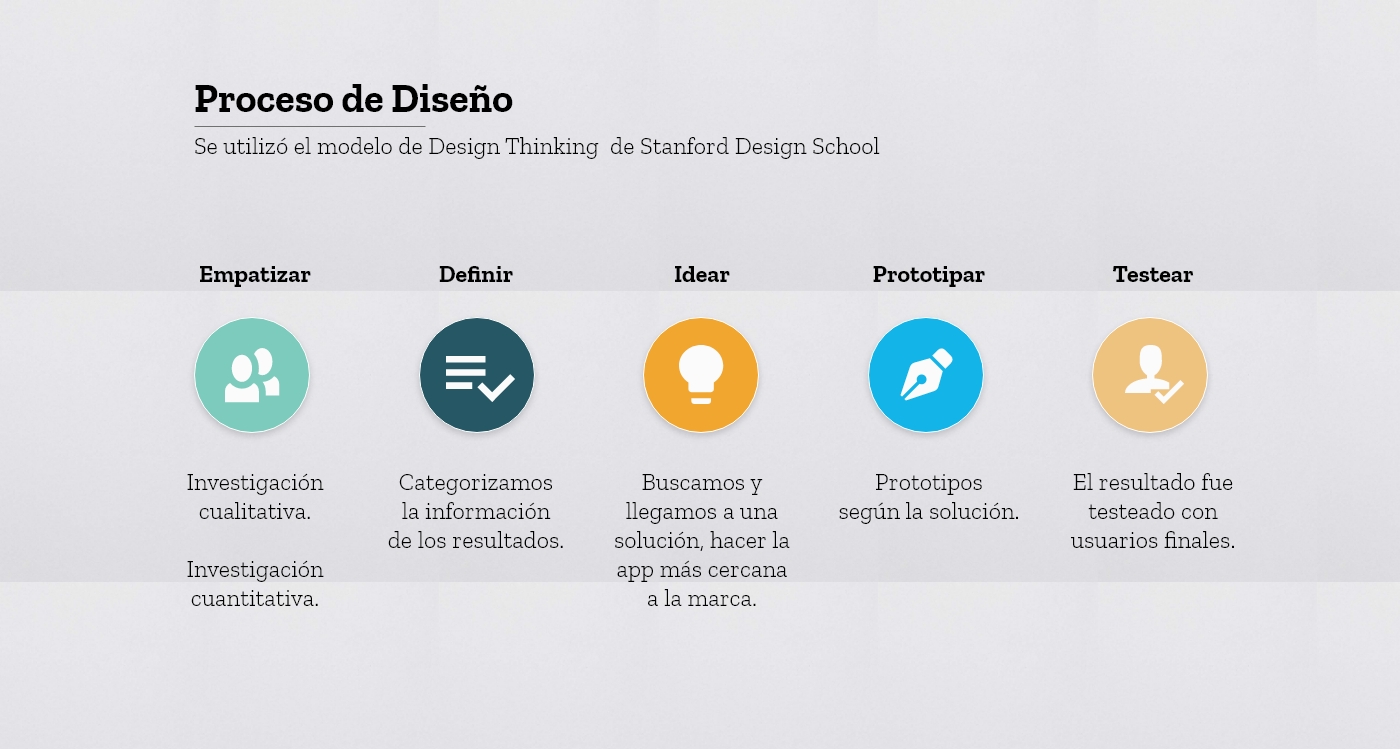 Proceso de Diseño
Se utilizó el modelo de Design Thinking  de Stanford Design School
Empatizar
Definir
Idear
Prototipar
Testear
Investigación
cualitativa.
Investigación
cuantitativa.
Categorizamos
la información
de los resultados.
Buscamos y
llegamos a una
solución, hacer la
app más cercana
a la marca.
Prototipos
según la solución.
El resultado fue
testeado con
usuarios finales.